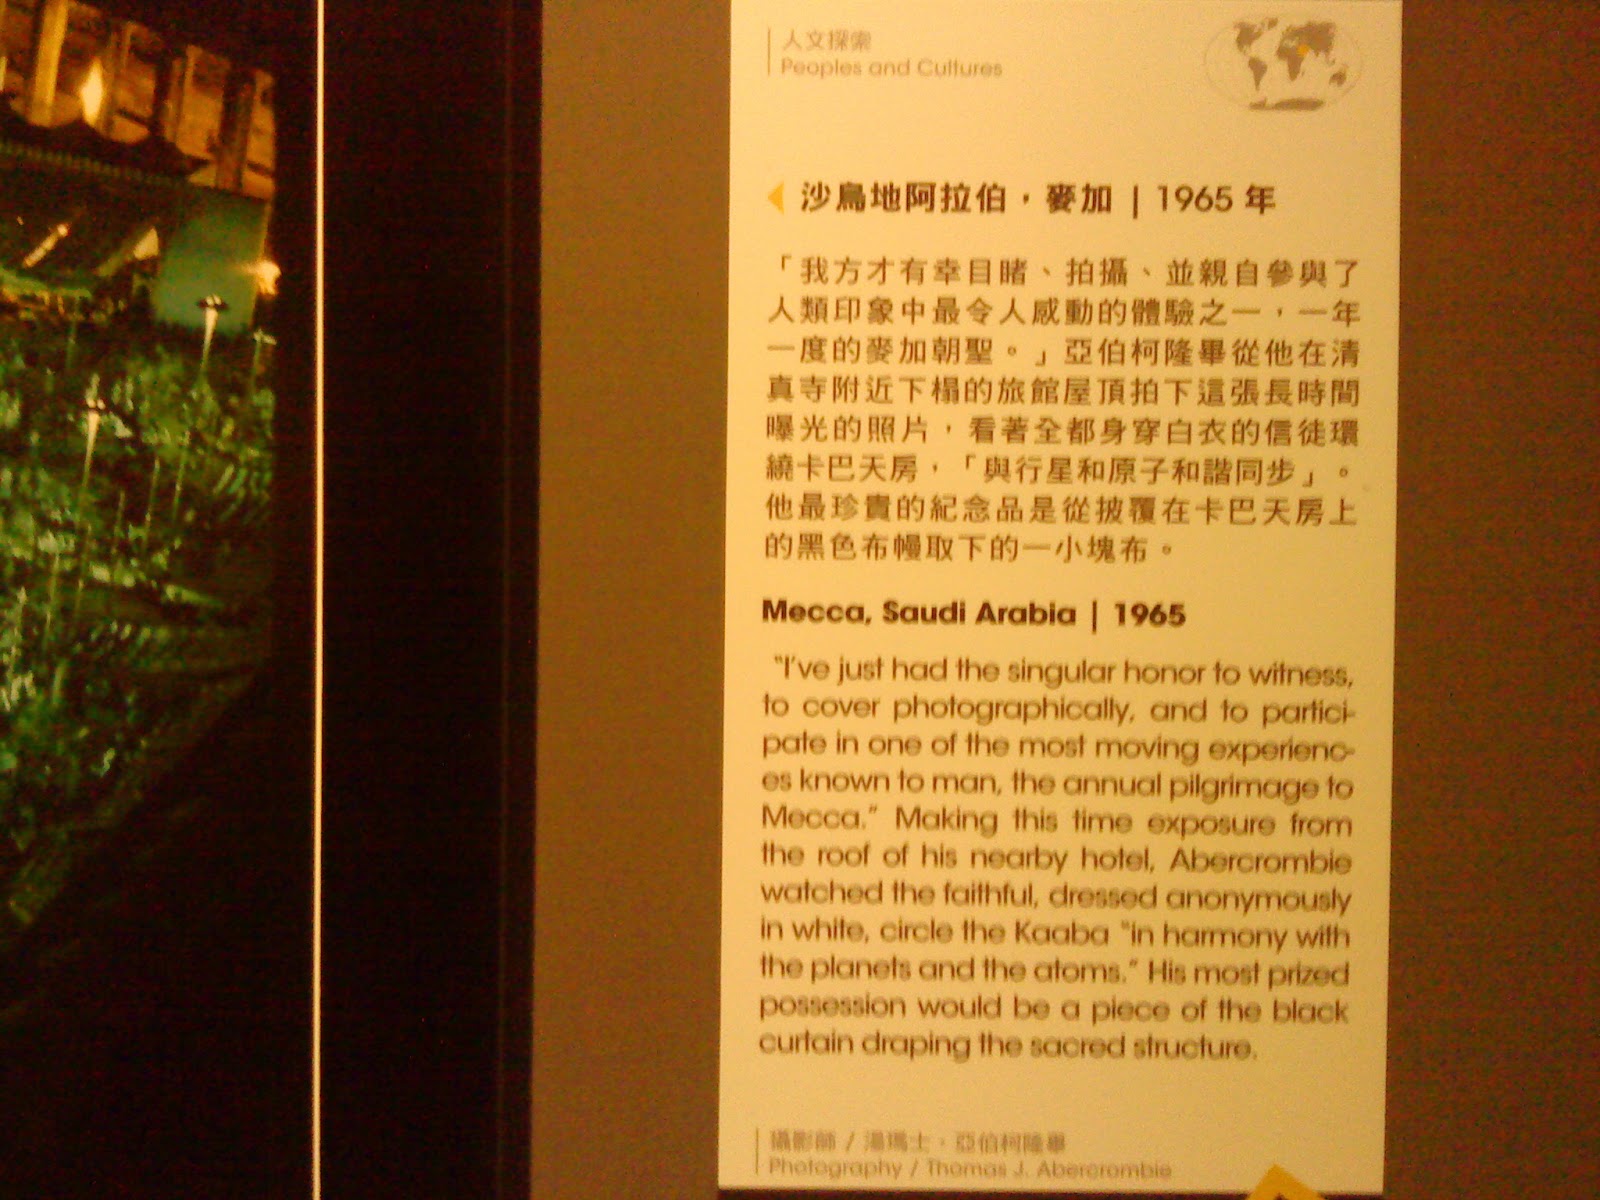 人文探索
Peoples and Cultures
沙烏地阿拉伯，麥加 | 1965 年
「我方才有幸目睹、拍攝、並親自參與了
人類印象中最令人感動的體驗之一，一年
一度的麥加朝聖。」亞伯柯隆畢從他在清
真寺附近下榻的旅館屋頂拍下這張長時間
曝光的照片，看著全都身穿白衣的信徒環
繞卡巴天房，「與行星和原子和諧同步」。
他最珍貴的紀念品是從披覆在卡巴天房上
的黑色布幔取下的一小塊布。
Mecca, Saudi Arabia | 1965
"I've just had the singular honor to witness,
to cover photographically, and to partici-
pate in one of the most moving experienc-
es known to man, the annual pilgrimage to
Mecca." Making this time exposure from
the roof of his nearby hotel, Abercrombie
watched the faithful, dressed anonymously
in white, circle the Kaaba "in harmony with
the planets and the atoms." His most prized
possession would be a piece of the black
curtain draping the sacred structure.
攝影師 / 湯瑪士．亞伯柯隆畢
Photography / Thomas J. Abercrombie